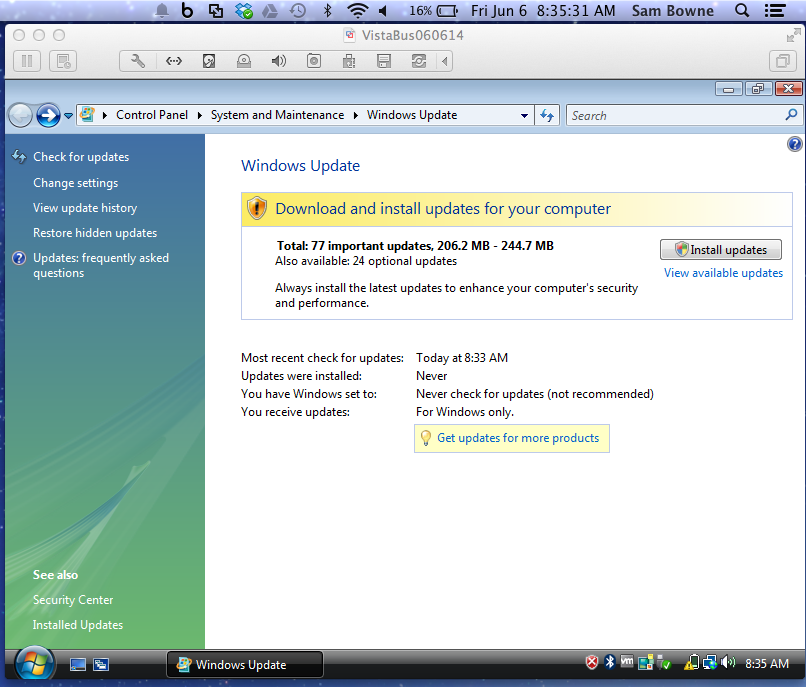 16% Fri Jun 6 8:35:31 AM Sam Bowne
VistaBus060614
Control Panel System and Maintenance Windows Update Search
Check for updates
Change settings
View update history
Restore hidden updates
Updates: frequently asked
questions
Windows Update
Download and install updates for your computer
Total: 77 important updates, 206.2 MB - 244.7 MB
Also available: 24 optional updates
Install updates
View available updates
Always install the latest updates to enhance your computer's security
and performance.
Most recent check for updates: Today at 8:33 AM
Updates were installed: Never
You have Windows set to: Never check for updates (not recommended)
You receive updates: For Windows only.
Get updates for more products
See also
Security Center
Installed Updates
Windows Update
vm
8:35 AM